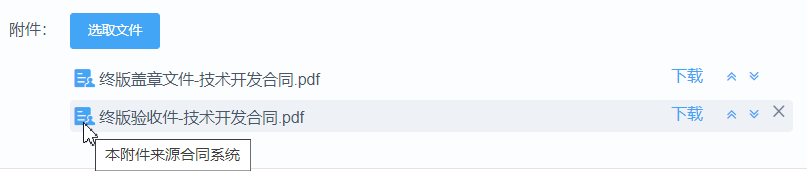 附件： 选取文件
终版盖章文件-技术开发合同.pdf 下载
终版验收件-技术开发合同.pdf 下载
本附件来源合同系统